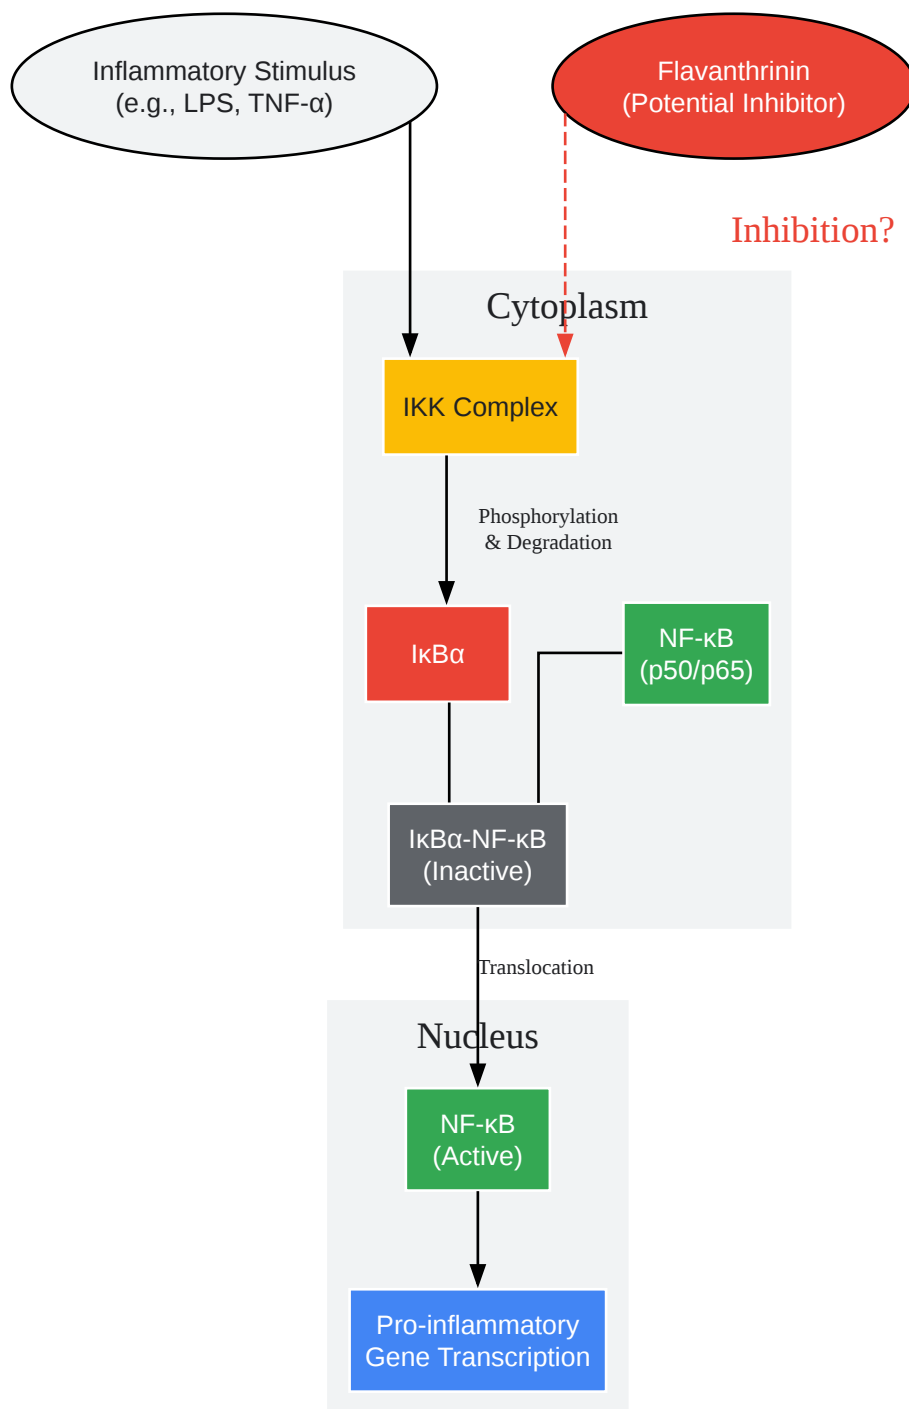 Inflammatory Stimulus
(e.g., LPS, TNF-α)
Flavanthrinin
(Potential Inhibitor)
Inhibition?
Cytoplasm
IKK Complex
Phosphorylation
& Degradation
IκBα
NF-κB
(p50/p65)
IκBα-NF-κB
(Inactive)
Translocation
Nucleus
NF-κB
(Active)
Pro-inflammatory
Gene Transcription